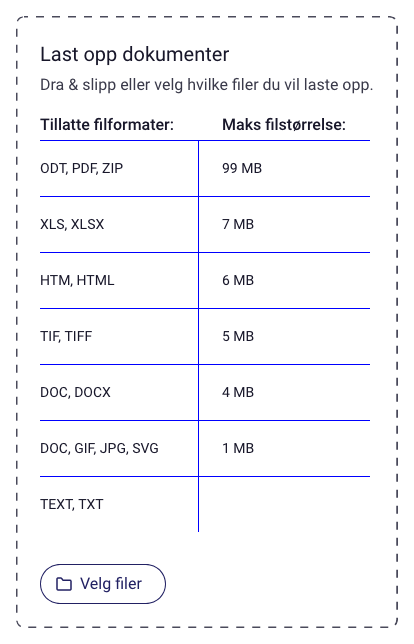 Last opp dokumenter
Dra & slipp eller velg hvilke filer du vil laste opp.
Tillatte filformater: Maks filstørrelse:
ODT, PDF, ZIP 99 MB
XLS, XLSX 7 MB
HTM, HTML 6 MB
TIF, TIFF 5 MB
DOC, DOCX 4 MB
DOC, GIF, JPG, SVG 1 MB
TEXT, TXT
Velg filer